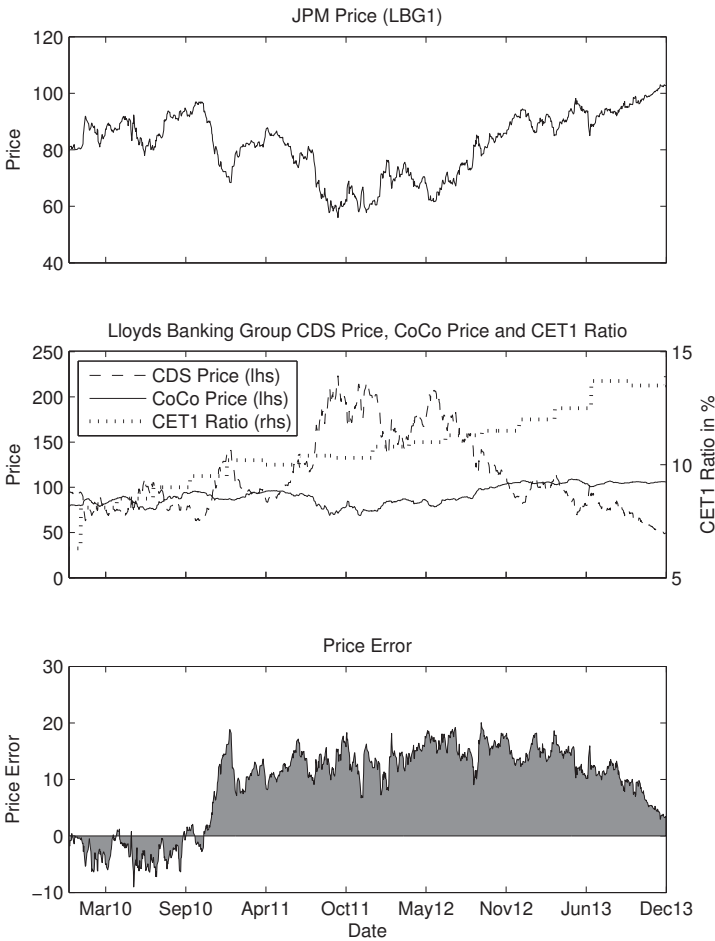 JPM Price (LBG1)
120
100
80
60
40
Price
Lloyds Banking Group CDS Price, CoCo Price and CET1 Ratio
250
200
150
100
50
0
Price
CDS Price (lhs)
CoCo Price (lhs)
CET1 Ratio (rhs)
15
10
5
CET1 Ratio in %
Price Error
30
20
10
0
−10
Price Error
Mar10 Sep10 Apr11 Oct11 May12 Nov12 Jun13 Dec13
Date